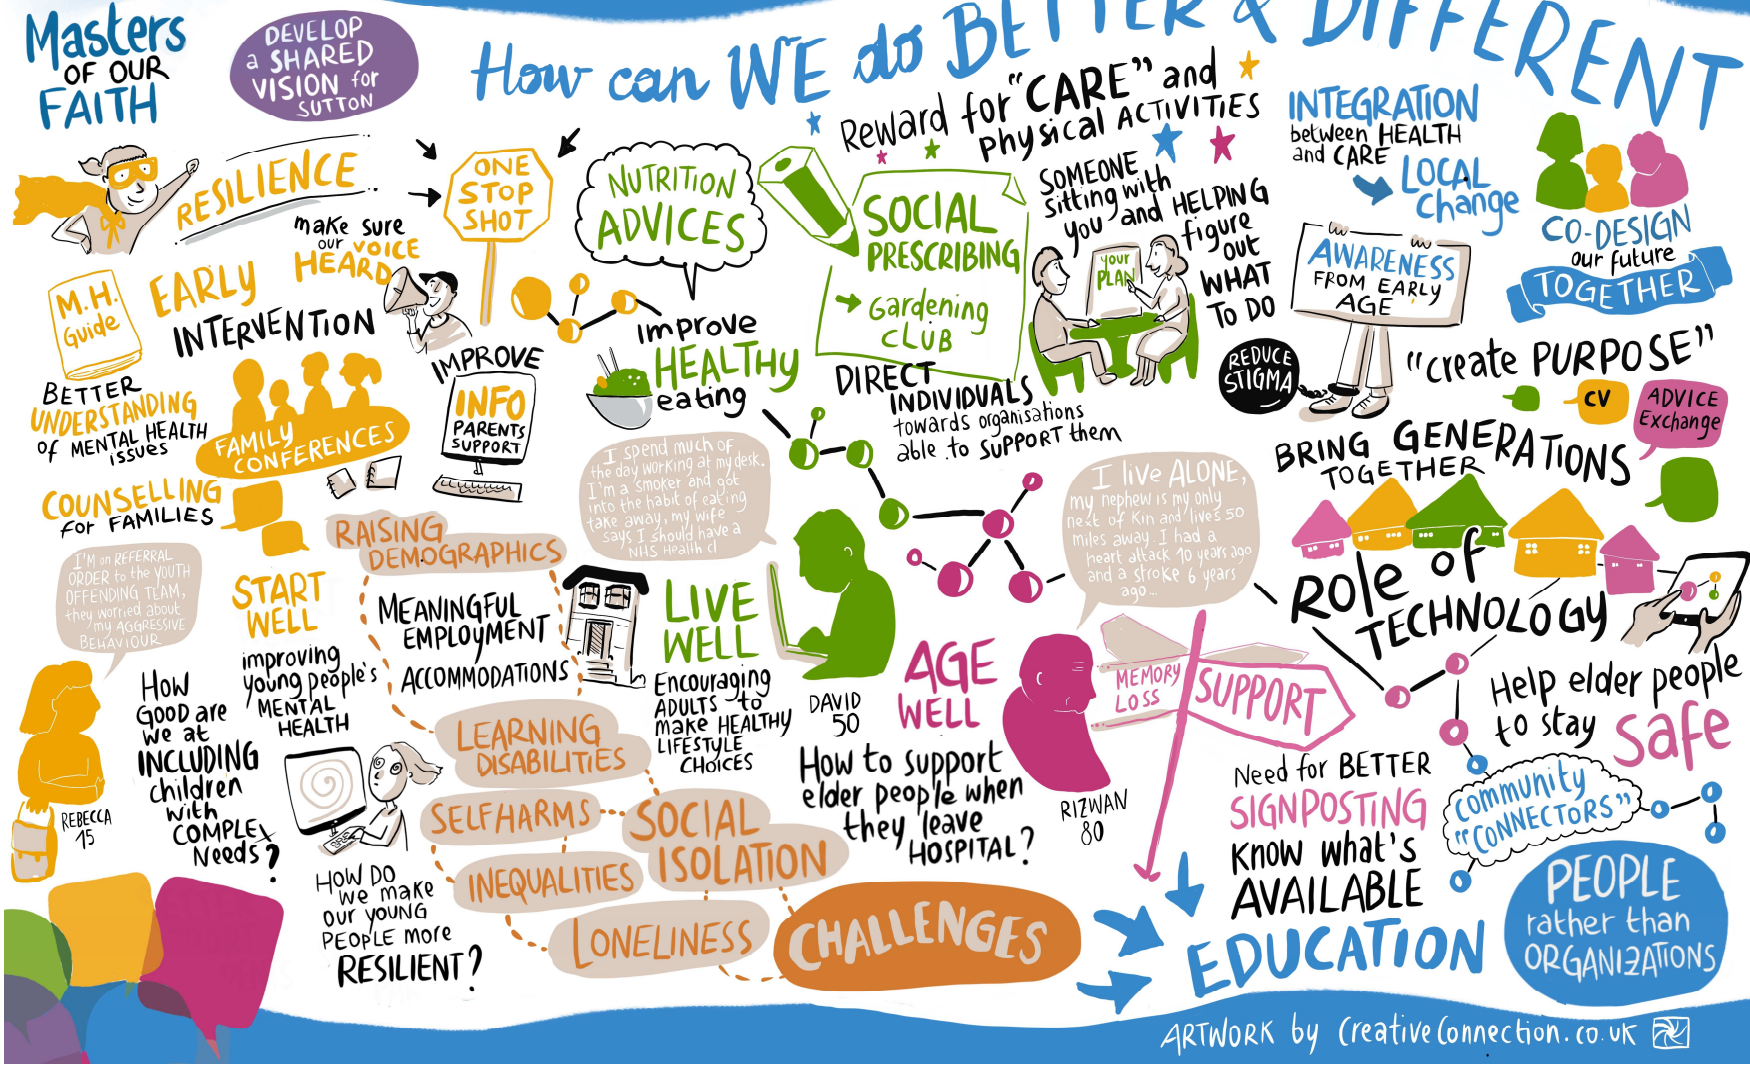 Masters
OF OUR
FAITH
DEVELOP
a SHARED
VISION for
SUTTON
How can WE do BETTER & DIFFERENT
RESILIENCE
make sure
our VOICE
HEARD
ONE
STOP
SHOT
NUTRITION
ADVICES
Reward for "CARE" and
physical ACTIVITIES
SOCIAL
PRESCRIBING
Gardening
CLUB
SOMEONE
sitting with
you and HELPING
figure
out
WHAT
TO DO
your
PLAN
INTEGRATION
between HEALTH
and CARE
LOCAL
change
CO-DESIGN
our future
TOGETHER
AWARENESS
FROM EARLY
AGE
REDUCE
STIGMA
"create PURPOSE"
CV
ADVICE
Exchange
BRING GENERATIONS
TOGETHER
M.H.
Guide
EARLY
INTERVENTION
BETTER
UNDERSTANDING
of MENTAL HEALTH
issues
FAMILY
CONFERENCES
IMPROVE
INFO
PARENTS
SUPPORT
improve
HEALTHY
eating
DIRECT
INDIVIDUALS
towards organisations
able to SUPPORT them
COUNSELLING
for FAMILIES
I'M on REFERRAL
ORDER to the YOUTH
OFFENDING TEAM,
they worried about
my AGGRESSIVE
BEHAVIOUR
REBECCA
15
START
WELL
improving
young people's
MENTAL
HEALTH
HOW
GOOD are
we at
INCLUDING
children
with
COMPLEX
Needs?
HOW DO
we make
our YOUNG
PEOPLE more
RESILIENT?
RAISING
DEMOGRAPHICS
MEANINGFUL
EMPLOYMENT
ACCOMMODATIONS
LEARNING
DISABILITIES
SELFHARMS
SOCIAL
ISOLATION
INEQUALITIES
LONELINESS
CHALLENGES
I spend much of
the day working at my desk.
I'm a smoker and got
into the habit of eating
take away, my wife
says I should have a
NHS Health c
LIVE
WELL
Encouraging
ADULTS to
make HEALTHY
LIFESTYLE
CHOICES
DAVID
50
I live ALONE,
my nephew is my only
next of kin and lives 50
miles away. I had a
heart attack 10 years ago
and a stroke 6 years
ago...
AGE
WELL
How to support
elder people when
they leave
HOSPITAL?
RIZWAN
80
MEMORY
LOSS
SUPPORT
ROLE of
TECHNOLOGY
Help elder people
to stay safe
Need for BETTER
SIGNPOSTING
know what's
AVAILABLE
community
"CONNECTORS"
EDUCATION
PEOPLE
rather than
ORGANIZATIONS
ARTWORK by CreativeConnection.co.uk